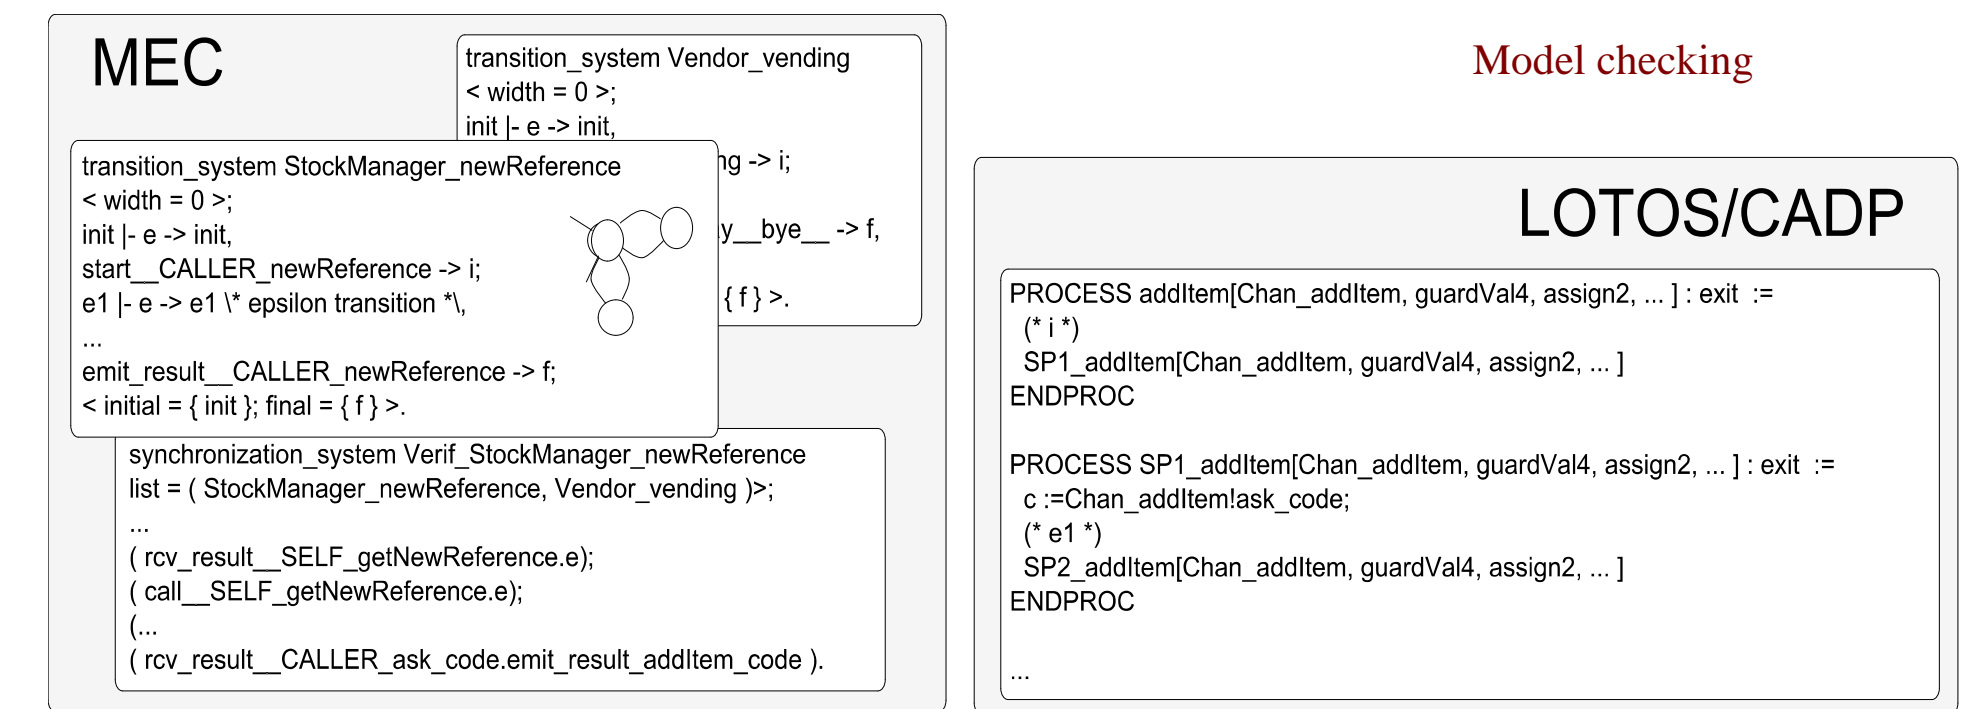 MEC
transition_system Vendor_vending
< width = 0 >;
init |- e -> init,
-> i;
-> f,
{ f } >.
transition_system StockManager_newReference
< width = 0 >;
init |- e -> init,
start__CALLER_newReference -> i;
e1 |- e -> e1 \* epsilon transition *\,
...
emit_result__CALLER_newReference -> f;
< initial = { init }; final = { f } >.
synchronization_system Verif_StockManager_newReference
list = ( StockManager_newReference, Vendor_vending )>;
...
( rcv_result__SELF_getNewReference.e);
( call__SELF_getNewReference.e);
(...
( rcv_result__CALLER_ask_code.emit_result_addItem_code ).
Model checking
LOTOS/CADP
PROCESS addItem[Chan_addItem, guardVal4, assign2, ... ] : exit :=
(* i *)
SP1_addItem[Chan_addItem, guardVal4, assign2, ... ]
ENDPROC
PROCESS SP1_addItem[Chan_addItem, guardVal4, assign2, ... ] : exit :=
c :=Chan_addItem!ask_code;
(* e1 *)
SP2_addItem[Chan_addItem, guardVal4, assign2, ... ]
ENDPROC
...